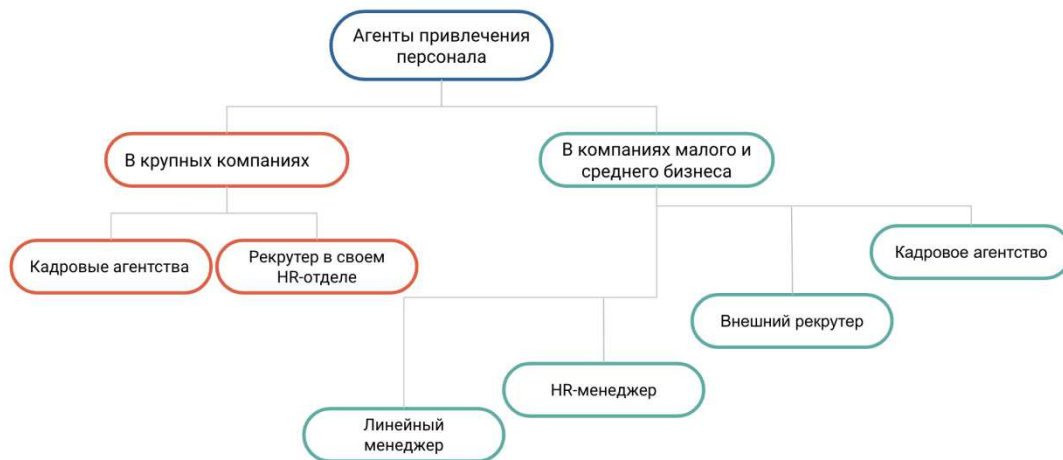 Агенты привлечения
персонала
В крупных компаниях
В компаниях малого и
среднего бизнеса
Кадровые агентства
Рекрутер в своем
HR-отделе
Кадровое агентство
Внешний рекрутер
HR-менеджер
Линейный
менеджер